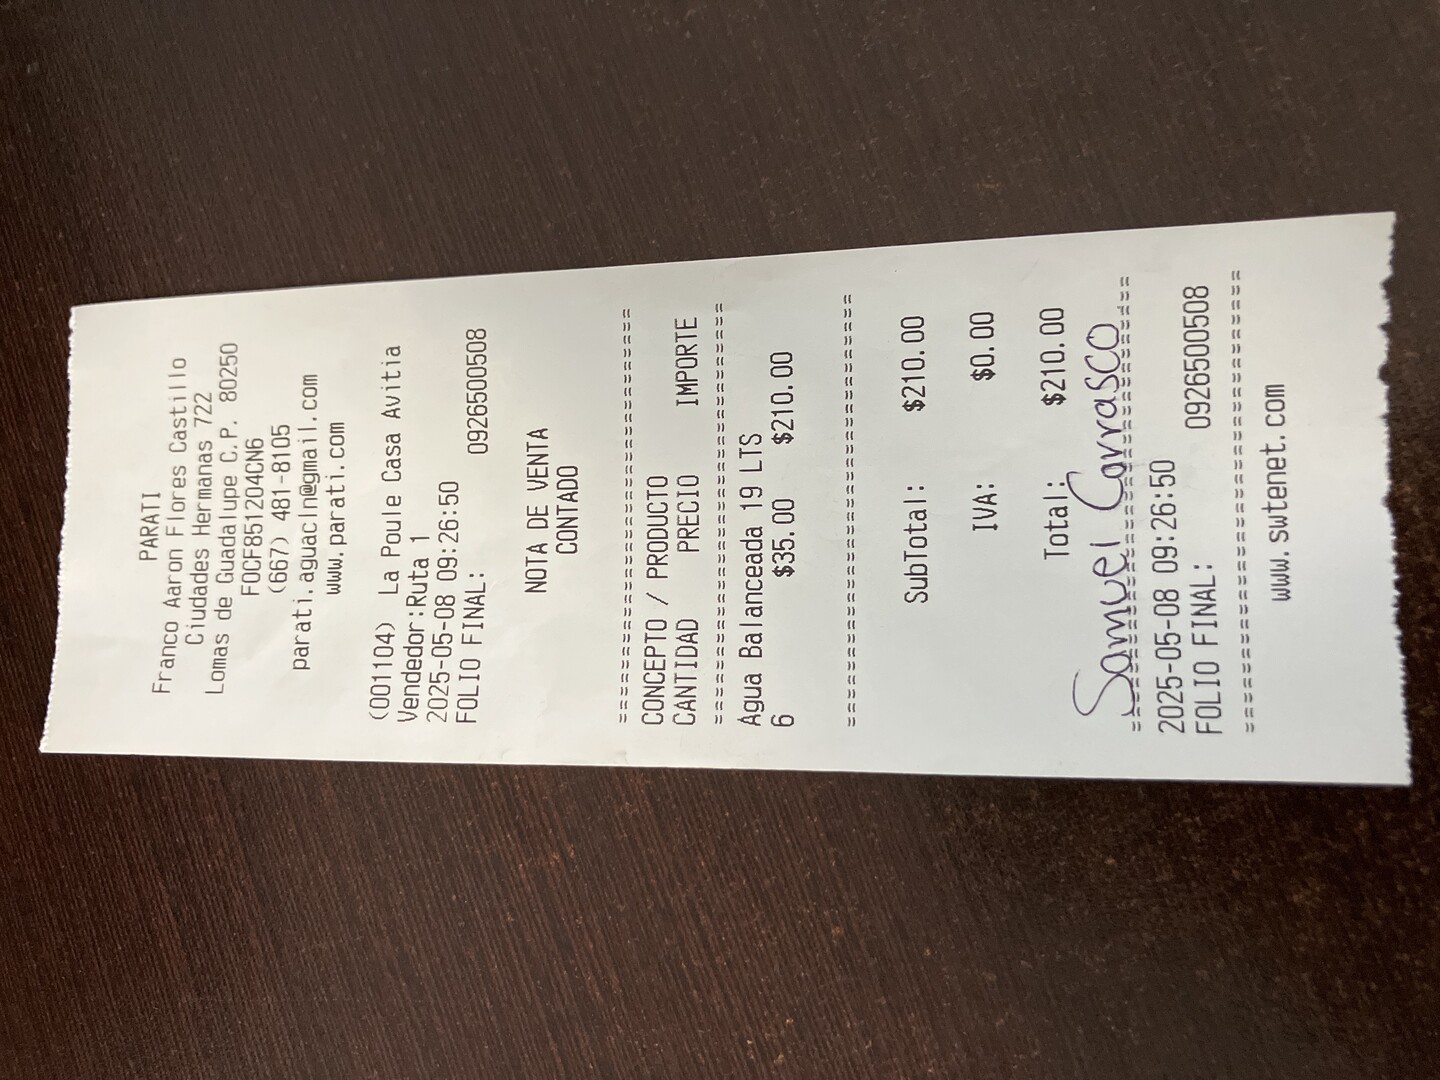 PARATI
Franco Aaron Flores Castillo
Ciudades Hermanas 722
Lomas de Guadalupe C.P. 80250
FOCF851204CN6
(667) 481-8105
parati.aguacln@gmail.com
www.parati.com
(001104) La Poule Casa Avitia
Vendedor:Ruta 1
2025-05-08 09:26:50
FOLIO FINAL: 0926500508
NOTA DE VENTA
CONTADO
==============================
CONCEPTO / PRODUCTO
CANTIDAD PRECIO IMPORTE
==============================
Agua Balanceada 19 LTS
6 $35.00 $210.00
==============================
SubTotal: $210.00
IVA: $0.00
Total: $210.00
Samuel Carrasco
==============================
2025-05-08 09:26:50
FOLIO FINAL: 0926500508
==============================
www.swtenet.com